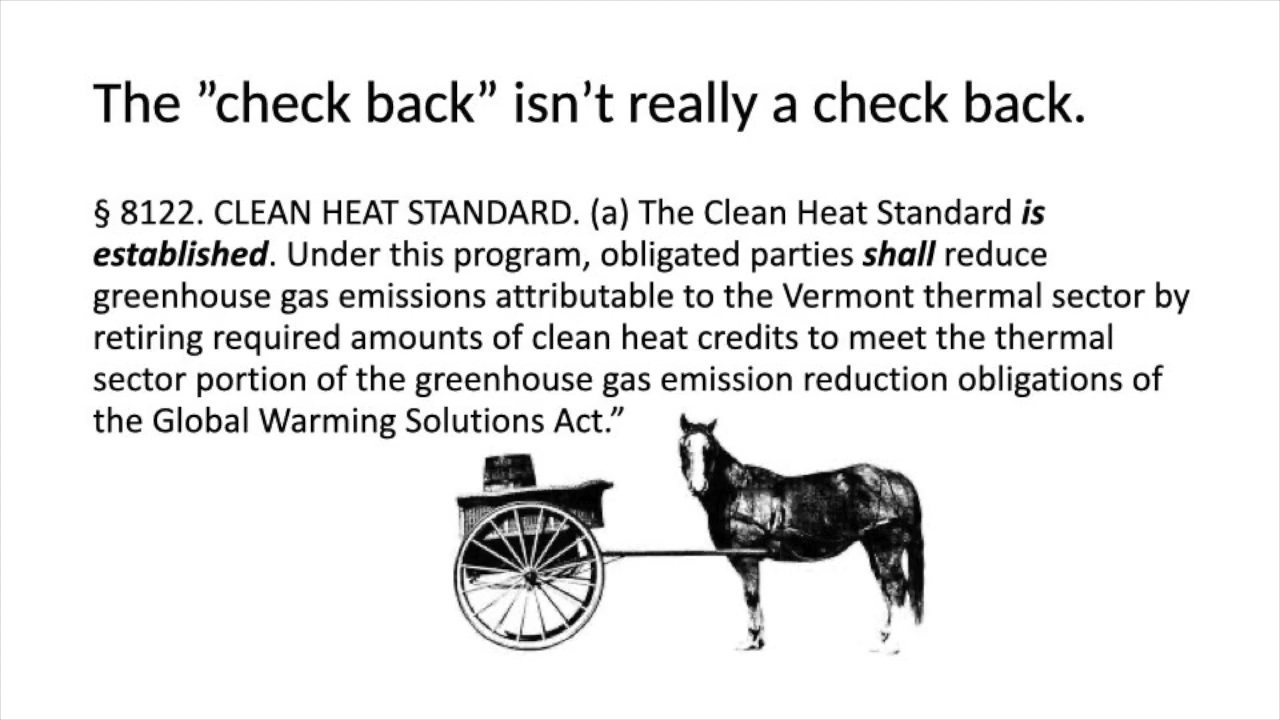 The ”check back” isn’t really a check back.
§ 8122. CLEAN HEAT STANDARD. (a) The Clean Heat Standard is
established. Under this program, obligated parties shall reduce
greenhouse gas emissions attributable to the Vermont thermal sector by
retiring required amounts of clean heat credits to meet the thermal
sector portion of the greenhouse gas emission reduction obligations of
the Global Warming Solutions Act.”